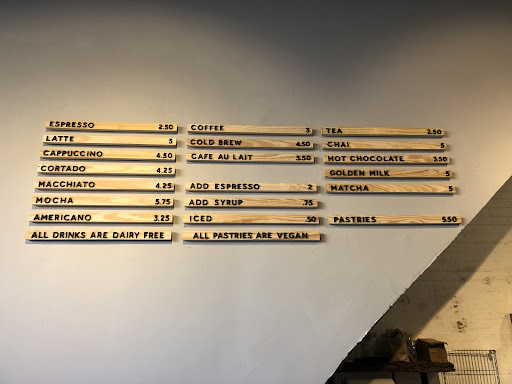 ESPRESSO 2.50
LATTE 5
CAPPUCCINO 4.50
CORTADO 4.25
MACCHIATO 4.25
MOCHA 5.75
AMERICANO 3.25
ALL DRINKS ARE DAIRY FREE
COFFEE 3
COLD BREW 4.50
CAFE AU LAIT 3.50
ADD ESPRESSO 2
ADD SYRUP .75
ICED .50
ALL PASTRIES ARE VEGAN
TEA 2.50
CHAI 5
HOT CHOCOLATE 3.50
GOLDEN MILK 5
MATCHA 5
PASTRIES 5.50